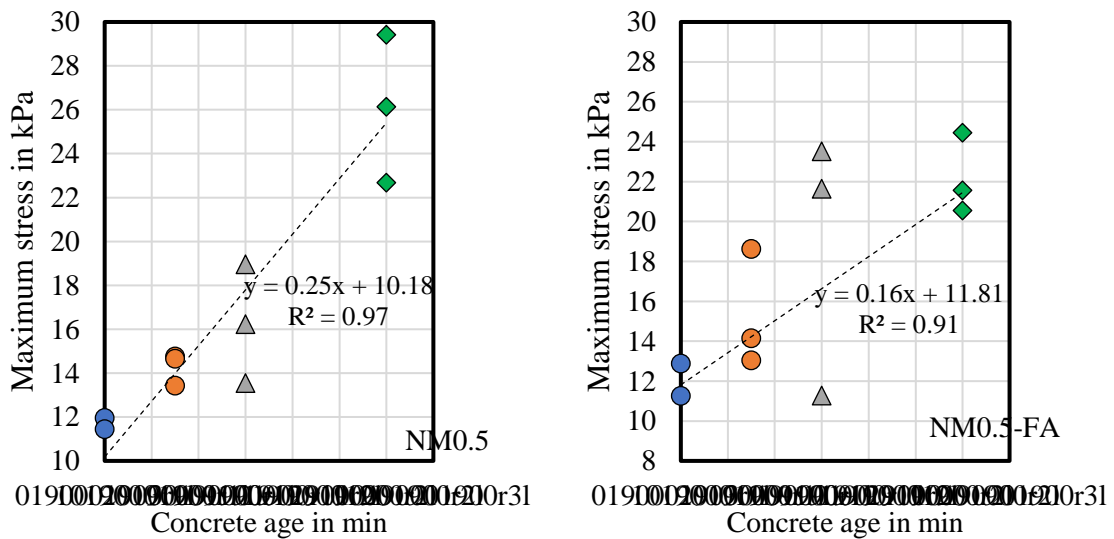 Maximum stress in kPa
30
28
26
24
22
20
18
16
14
12
10
y = 0.25x + 10.18
R² = 0.97
NM0.5
Concrete age in min
Maximum stress in kPa
30
28
26
24
22
20
18
16
14
12
10
8
y = 0.16x + 11.81
R² = 0.91
NM0.5-FA
Concrete age in min